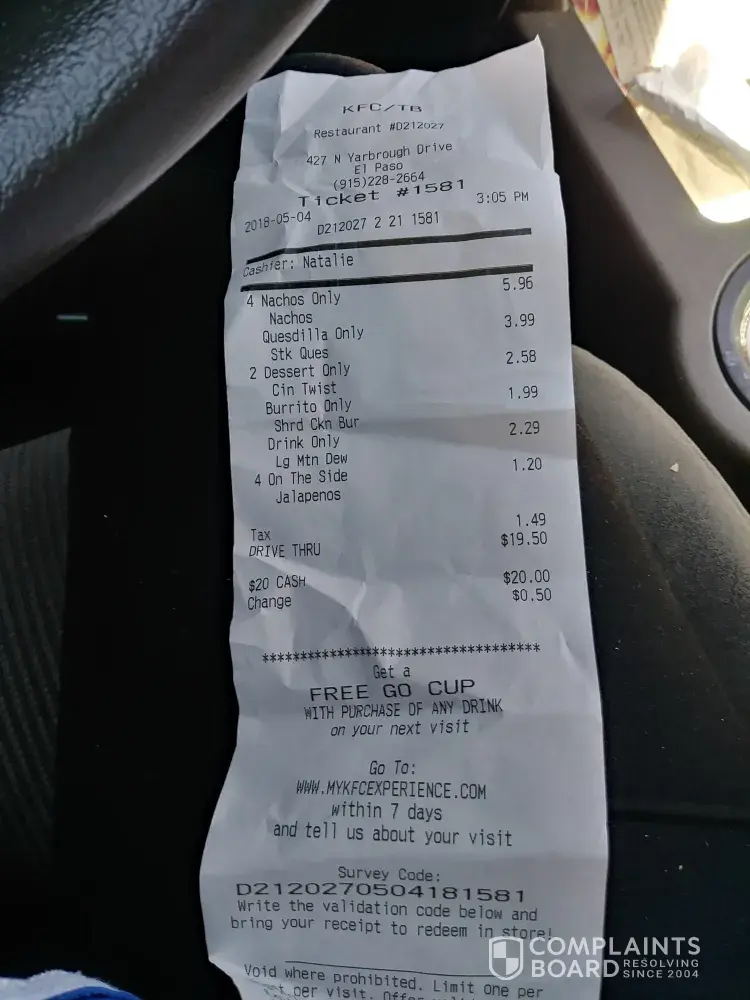 KFC/TB
Restaurant #D212027
427 N Yarbrough Drive
El Paso
(915)228-2664
Ticket #1581
2018-05-04 3:05 PM
D212027 2 21 1581
Cashier: Natalie
4 Nachos Only 5.96
Nachos
Quesdilla Only 3.99
Stk Ques
2 Dessert Only 2.58
Cin Twist
Burrito Only 1.99
Shrd Ckn Bur
Drink Only 2.29
Lg Mtn Dew
4 On The Side 1.20
Jalapenos
Tax 1.49
DRIVE THRU $19.50
$20 CASH $20.00
Change $0.50
****************************************
Get a
FREE GO CUP
WITH PURCHASE OF ANY DRINK
on your next visit
Go To:
WWW.MYKFCEXPERIENCE.COM
within 7 days
and tell us about your visit
Survey Code:
D2120270504181581
Write the validation code below and
bring your receipt to redeem in store!
Void where prohibited. Limit one per
per visit. Offer
COMPLAINTS
BOARD RESOLVING
SINCE 2004